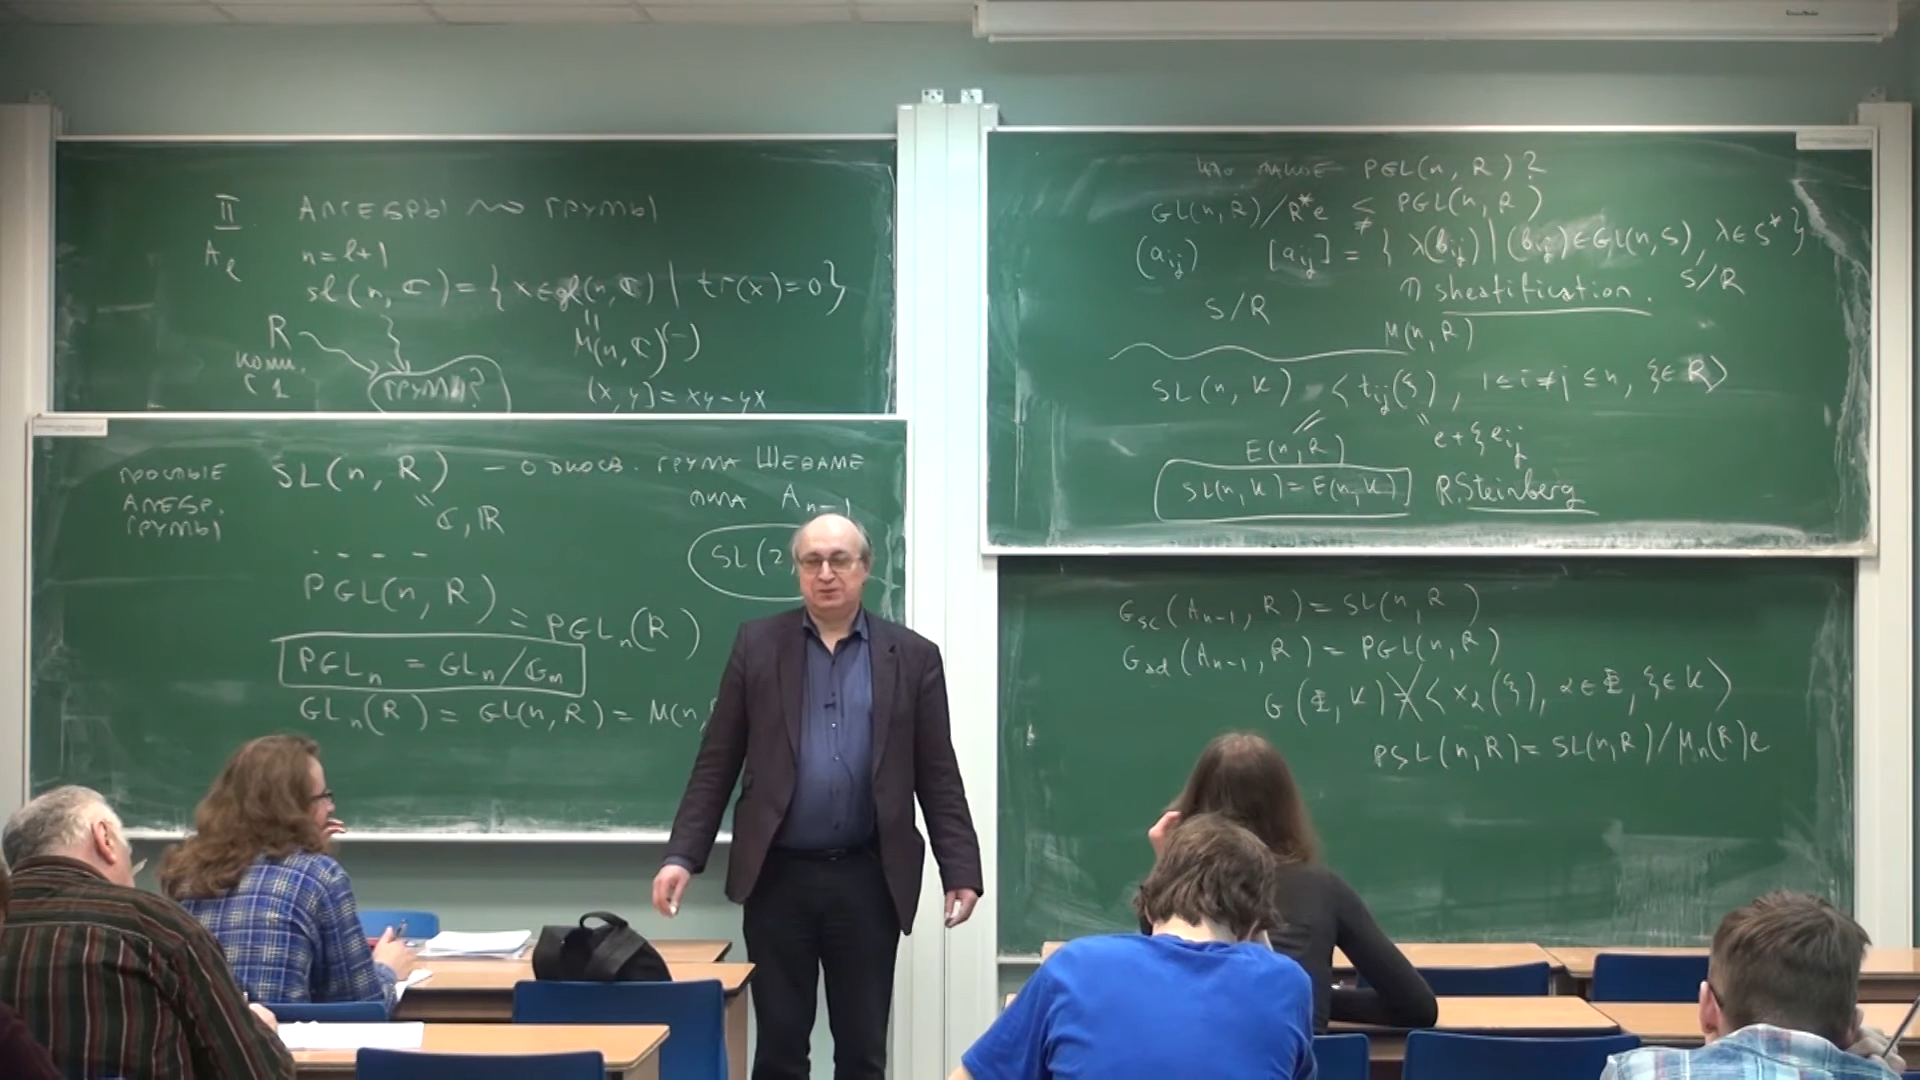 II АЛГЕБРЫ ⇝ ГРУППЫ
A_l n = l+1
sl(n, ℂ) = { x ∈ gl(n, ℂ) | tr(x) = 0 }
R
M(n, ℂ)^(-)
комм. с 1
ГРУППЫ?
[x, y] = xy - yx
ПРОСТЫЕ АЛГЕБР. ГРУППЫ
SL(n, R) — односв. группа Шевалле
типа A_{n-1}
ℂ, ℝ
SL(2
PGL(n, R) = PGL_n(R)
PGL_n = GL_n / 𝔾_m
GL_n(R) = GL(n, R) = M(n,
что такое PGL(n, R)?
GL(n, R)/R*e ≨ PGL(n, R)
(a_ij) [a_ij] = { λ(b_ij) | (b_ij) ∈ GL(n, S), λ ∈ S* }
S/R
⇑ sheafification.
S/R
M(n, R)
SL(n, K) ⟨ t_ij(ξ), 1 ≤ i ≠ j ≤ n, ξ ∈ R ⟩
e + ξ e_ij
E(n, R)
SL(n, K) = E(n, K)
R. Steinberg
G_sc(A_{n-1}, R) = SL(n, R)
G_ad(A_{n-1}, R) = PGL(n, R)
G(Φ, K) ≠ ⟨ x_α(ξ), α ∈ Φ, ξ ∈ K ⟩
PSL(n, R) = SL(n, R)/μ_n(R)e